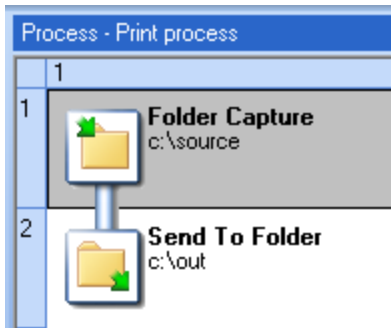 Process - Print process
1
1
Folder Capture
c:\source
2
Send To Folder
c:\out